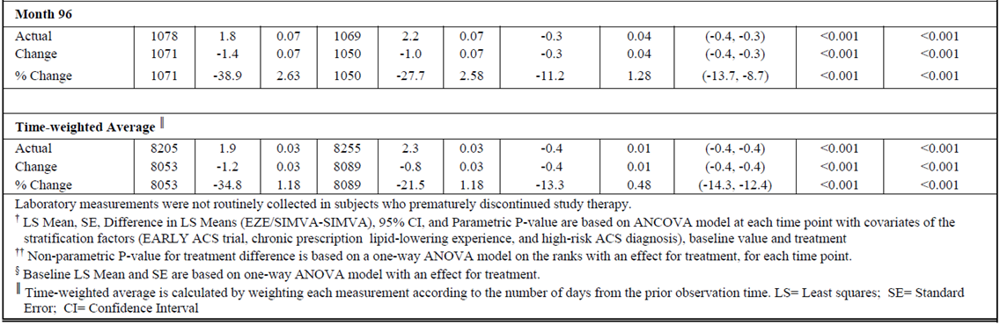 Month 96
Actual 1078 1.8 0.07 1069 2.2 0.07 -0.3 0.04 (-0.4, -0.3) <0.001 <0.001
Change 1071 -1.4 0.07 1050 -1.0 0.07 -0.3 0.04 (-0.4, -0.3) <0.001 <0.001
% Change 1071 -38.9 2.63 1050 -27.7 2.58 -11.2 1.28 (-13.7, -8.7) <0.001 <0.001
Time-weighted Average ‖
Actual 8205 1.9 0.03 8255 2.3 0.03 -0.4 0.01 (-0.4, -0.4) <0.001 <0.001
Change 8053 -1.2 0.03 8089 -0.8 0.03 -0.4 0.01 (-0.4, -0.4) <0.001 <0.001
% Change 8053 -34.8 1.18 8089 -21.5 1.18 -13.3 0.48 (-14.3, -12.4) <0.001 <0.001
Laboratory measurements were not routinely collected in subjects who prematurely discontinued study therapy.
† LS Mean, SE, Difference in LS Means (EZE/SIMVA-SIMVA), 95% CI, and Parametric P-value are based on ANCOVA model at each time point with covariates of the
stratification factors (EARLY ACS trial, chronic prescription lipid-lowering experience, and high-risk ACS diagnosis), baseline value and treatment
†† Non-parametric P-value for treatment difference is based on a one-way ANOVA model on the ranks with an effect for treatment, for each time point.
§ Baseline LS Mean and SE are based on one-way ANOVA model with an effect for treatment.
‖ Time-weighted average is calculated by weighting each measurement according to the number of days from the prior observation time. LS= Least squares; SE= Standard
Error; CI= Confidence Interval